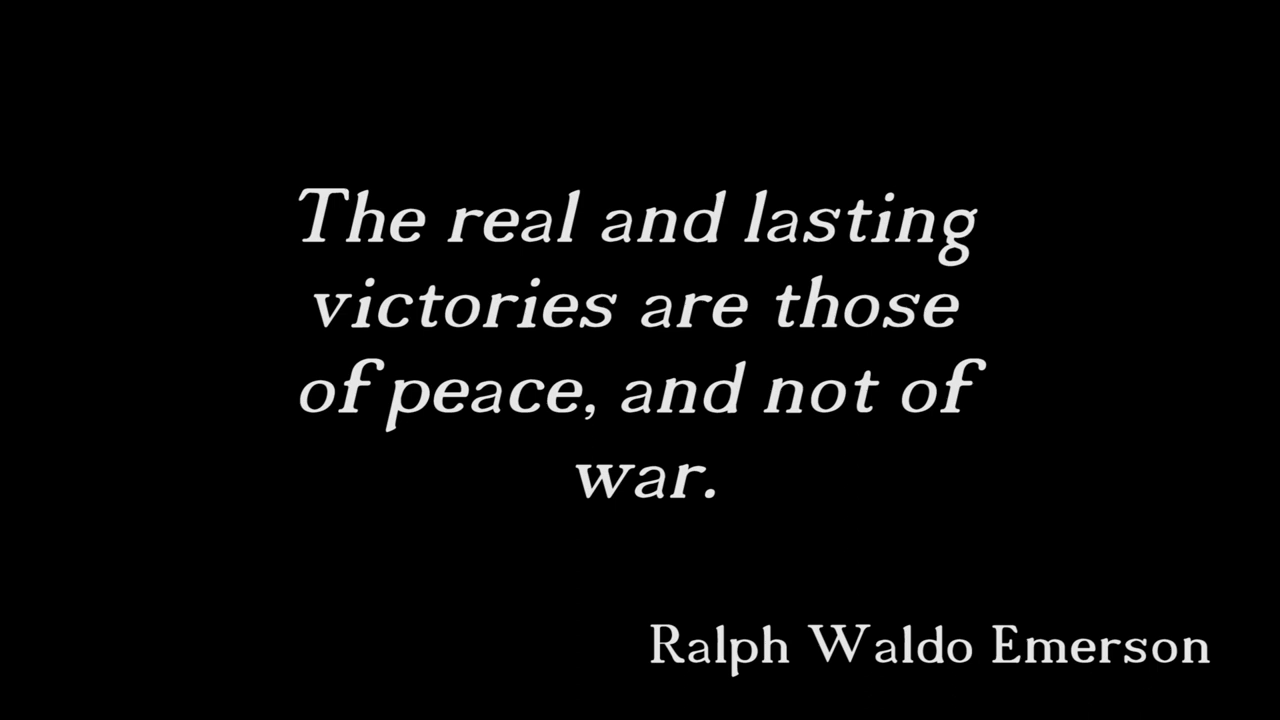 The real and lasting
victories are those
of peace, and not of
war.
Ralph Waldo Emerson